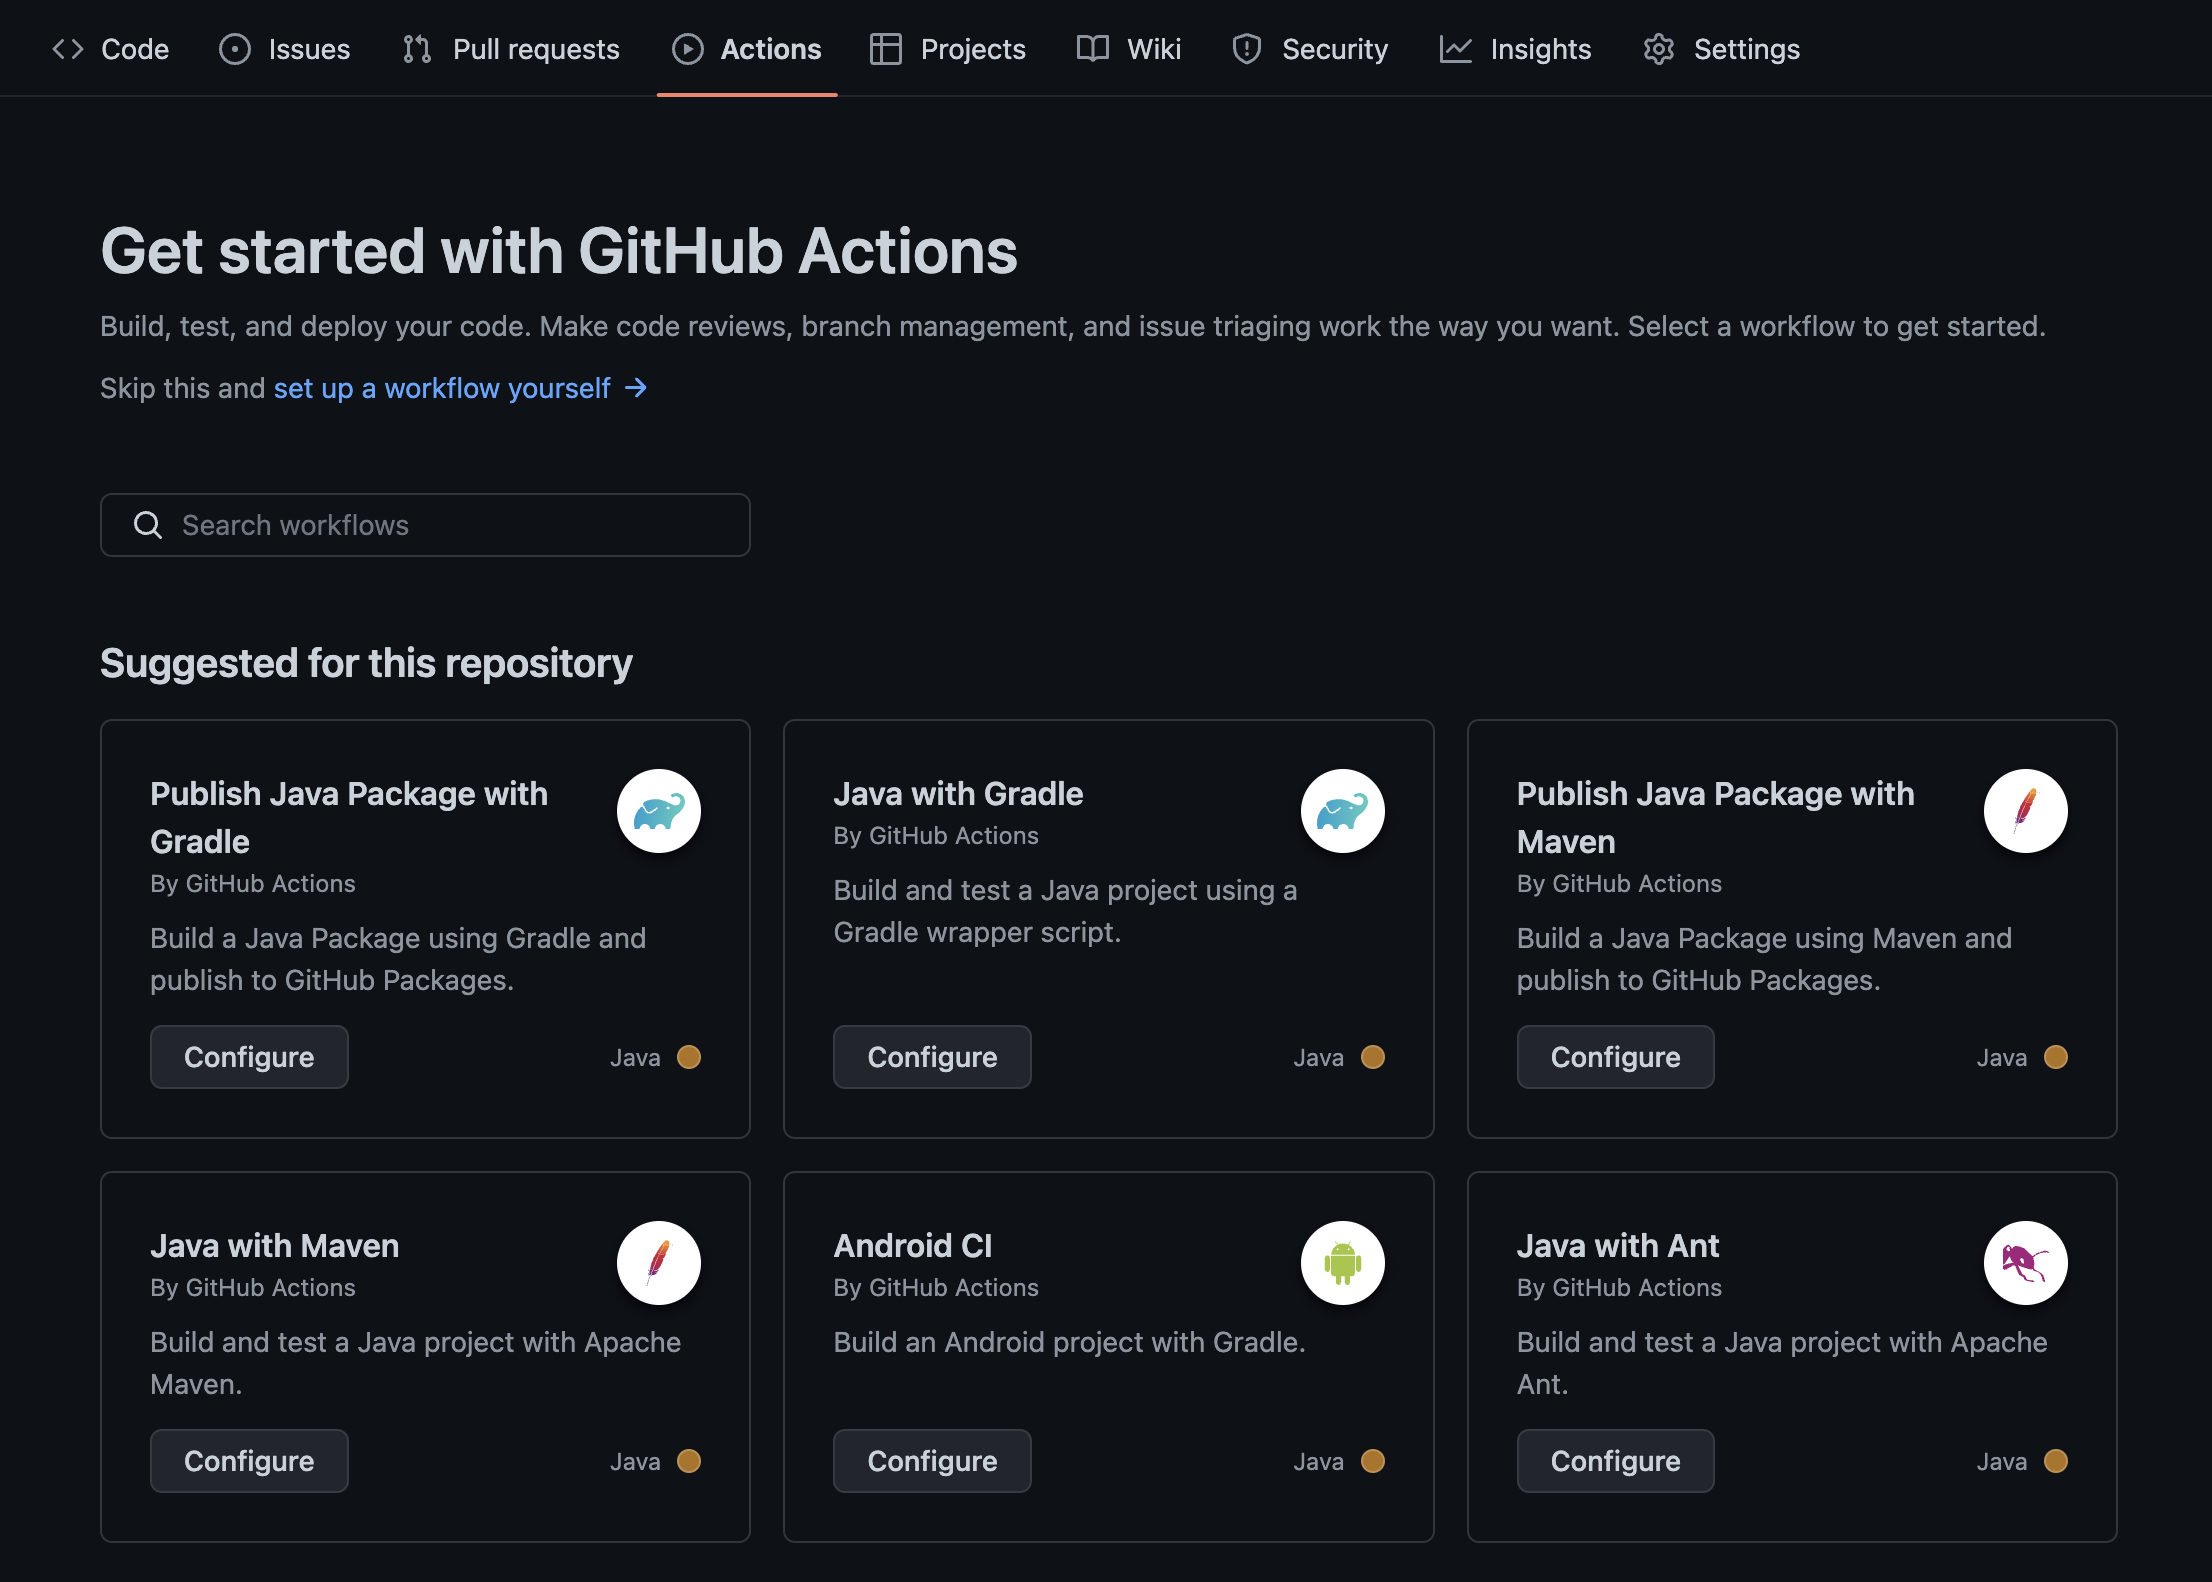 Code Issues Pull requests Actions Projects Wiki Security Insights Settings
Get started with GitHub Actions
Build, test, and deploy your code. Make code reviews, branch management, and issue triaging work the way you want. Select a workflow to get started.
Skip this and set up a workflow yourself →
Search workflows
Suggested for this repository
Publish Java Package with
Gradle
By GitHub Actions
Build a Java Package using Gradle and
publish to GitHub Packages.
Configure
Java
Java with Gradle
By GitHub Actions
Build and test a Java project using a
Gradle wrapper script.
Configure
Java
Publish Java Package with
Maven
By GitHub Actions
Build a Java Package using Maven and
publish to GitHub Packages.
Configure
Java
Java with Maven
By GitHub Actions
Build and test a Java project with Apache
Maven.
Configure
Java
Android CI
By GitHub Actions
Build an Android project with Gradle.
Configure
Java
Java with Ant
By GitHub Actions
Build and test a Java project with Apache
Ant.
Configure
Java